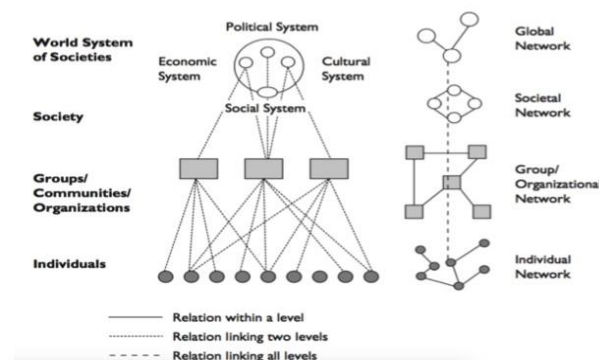 Political System
World System
of Societies
Economic
System
Cultural
System
Global
Network
Society
Social System
Societal
Network
Groups/
Communities/
Organizations
Group/
Organizational
Network
Individuals
Individual
Network
Relation within a level
Relation linking two levels
Relation linking all levels